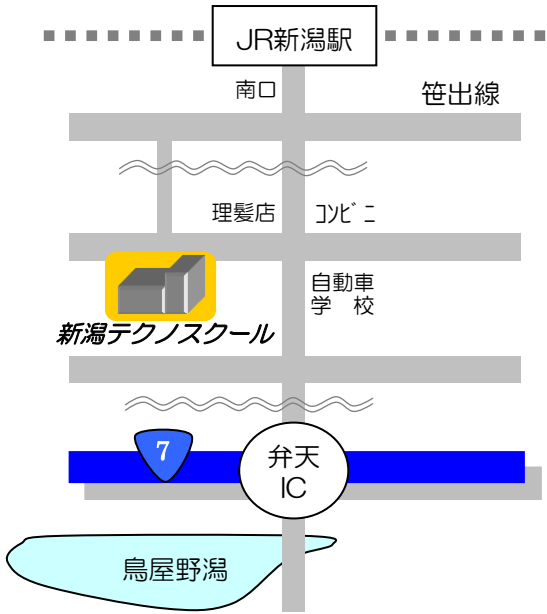 JR新潟駅
南口
笹出線
理髪店
ｺﾝﾋﾞﾆ
自動車
学　校
新潟テクノスクール
7
弁天
IC
鳥屋野潟